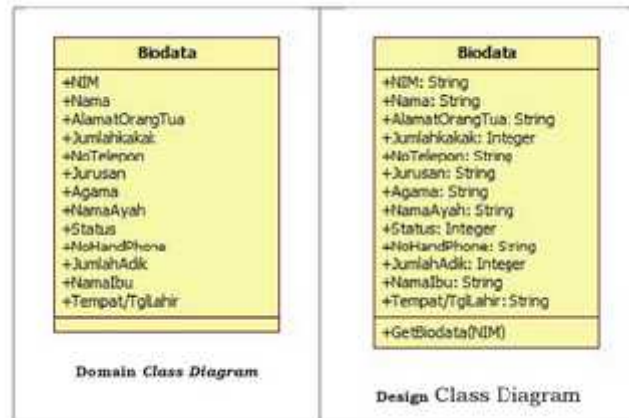 Biodata
+NIM
+Nama
+AlamatOrangTua
+Jumlahkakak
+NoTelepon
+Jurusan
+Agama
+NamaAyah
+Status
+NoHandPhone
+JumlahAdik
+NamaIbu
+Tempat/TglLahir
Domain Class Diagram
Biodata
+NIM: String
+Nama: String
+AlamatOrangTua: String
+Jumlahkakak: Integer
+NoTelepon: String
+Jurusan: String
+Agama: String
+NamaAyah: String
+Status: Integer
+NoHandPhone: String
+JumlahAdik: Integer
+NamaIbu: String
+Tempat/TglLahir: String
+GetBiodata(NIM)
Design Class Diagram